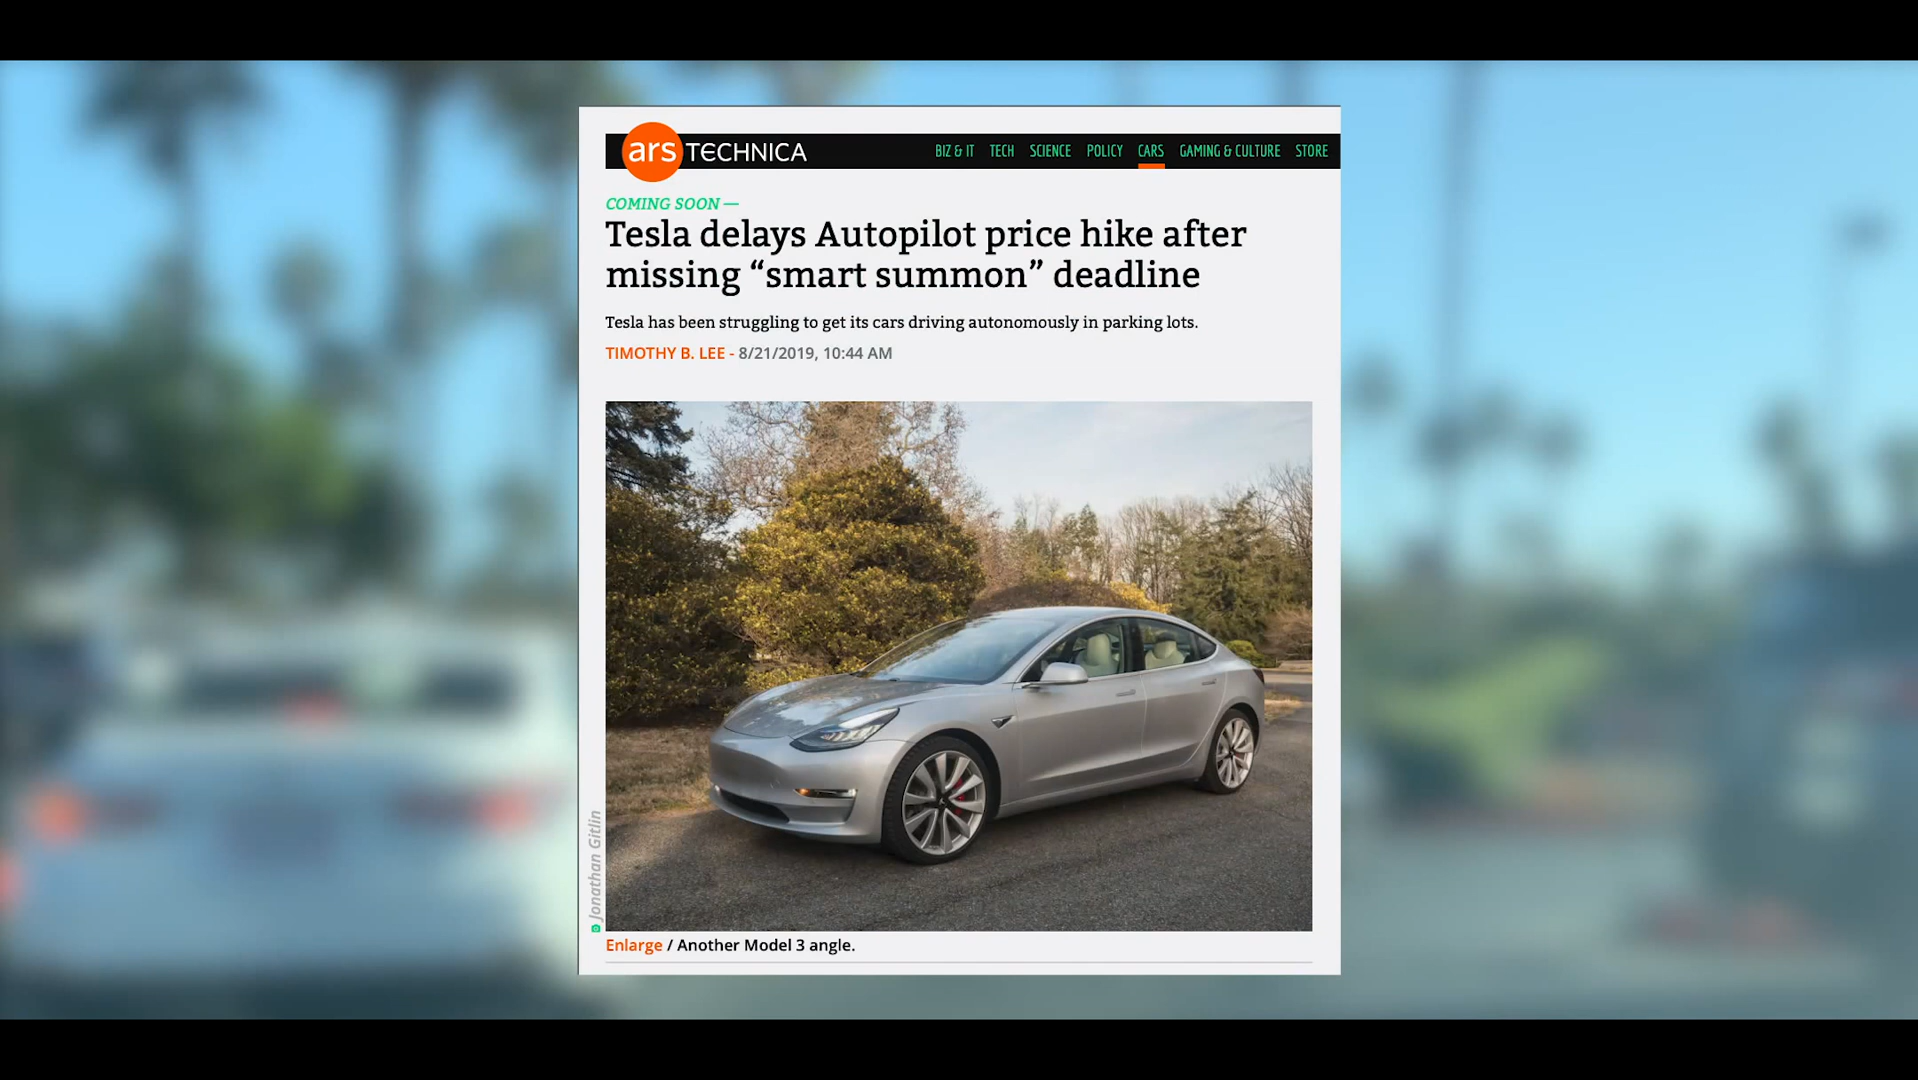 ars TECHNICA
BIZ & IT TECH SCIENCE POLICY CARS GAMING & CULTURE STORE
COMING SOON —
Tesla delays Autopilot price hike after
missing “smart summon” deadline
Tesla has been struggling to get its cars driving autonomously in parking lots.
TIMOTHY B. LEE - 8/21/2019, 10:44 AM
Jonathan Gitlin
Enlarge / Another Model 3 angle.